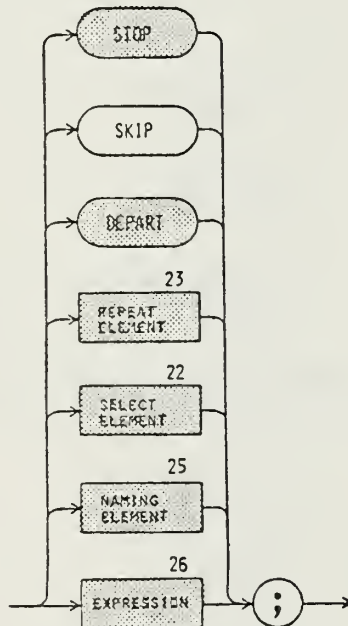 STOP
SKIP
DEPART
23
REPEAT
ELEMENT
22
SELECT
ELEMENT
25
NAMING
ELEMENT
26
EXPRESSION
;